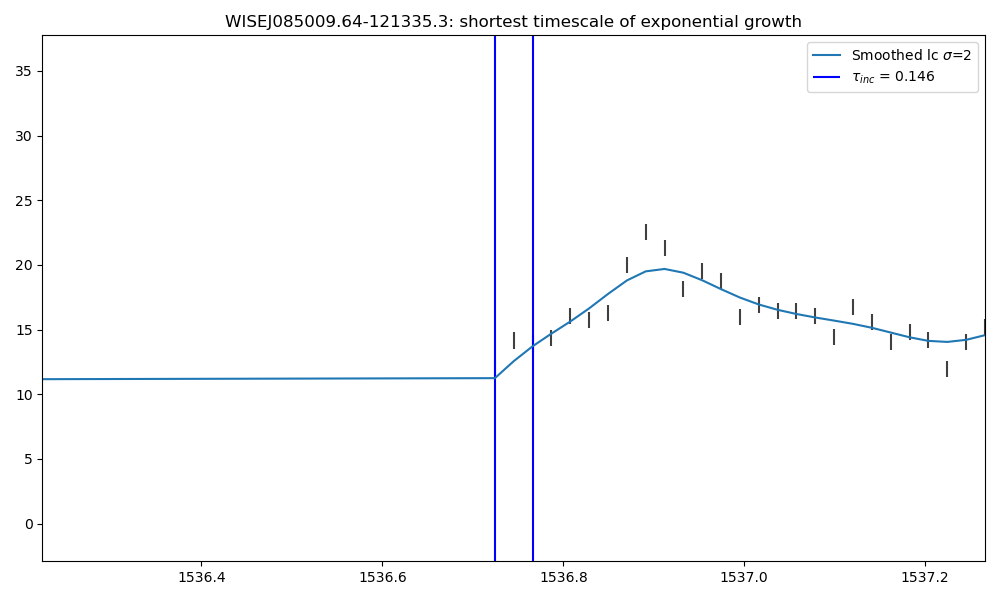 WISEJ085009.64-121335.3: shortest timescale of exponential growth
Smoothed lc σ=2
τinc = 0.146
35
30
25
20
15
10
5
0
1536.4 1536.6 1536.8 1537.0 1537.2